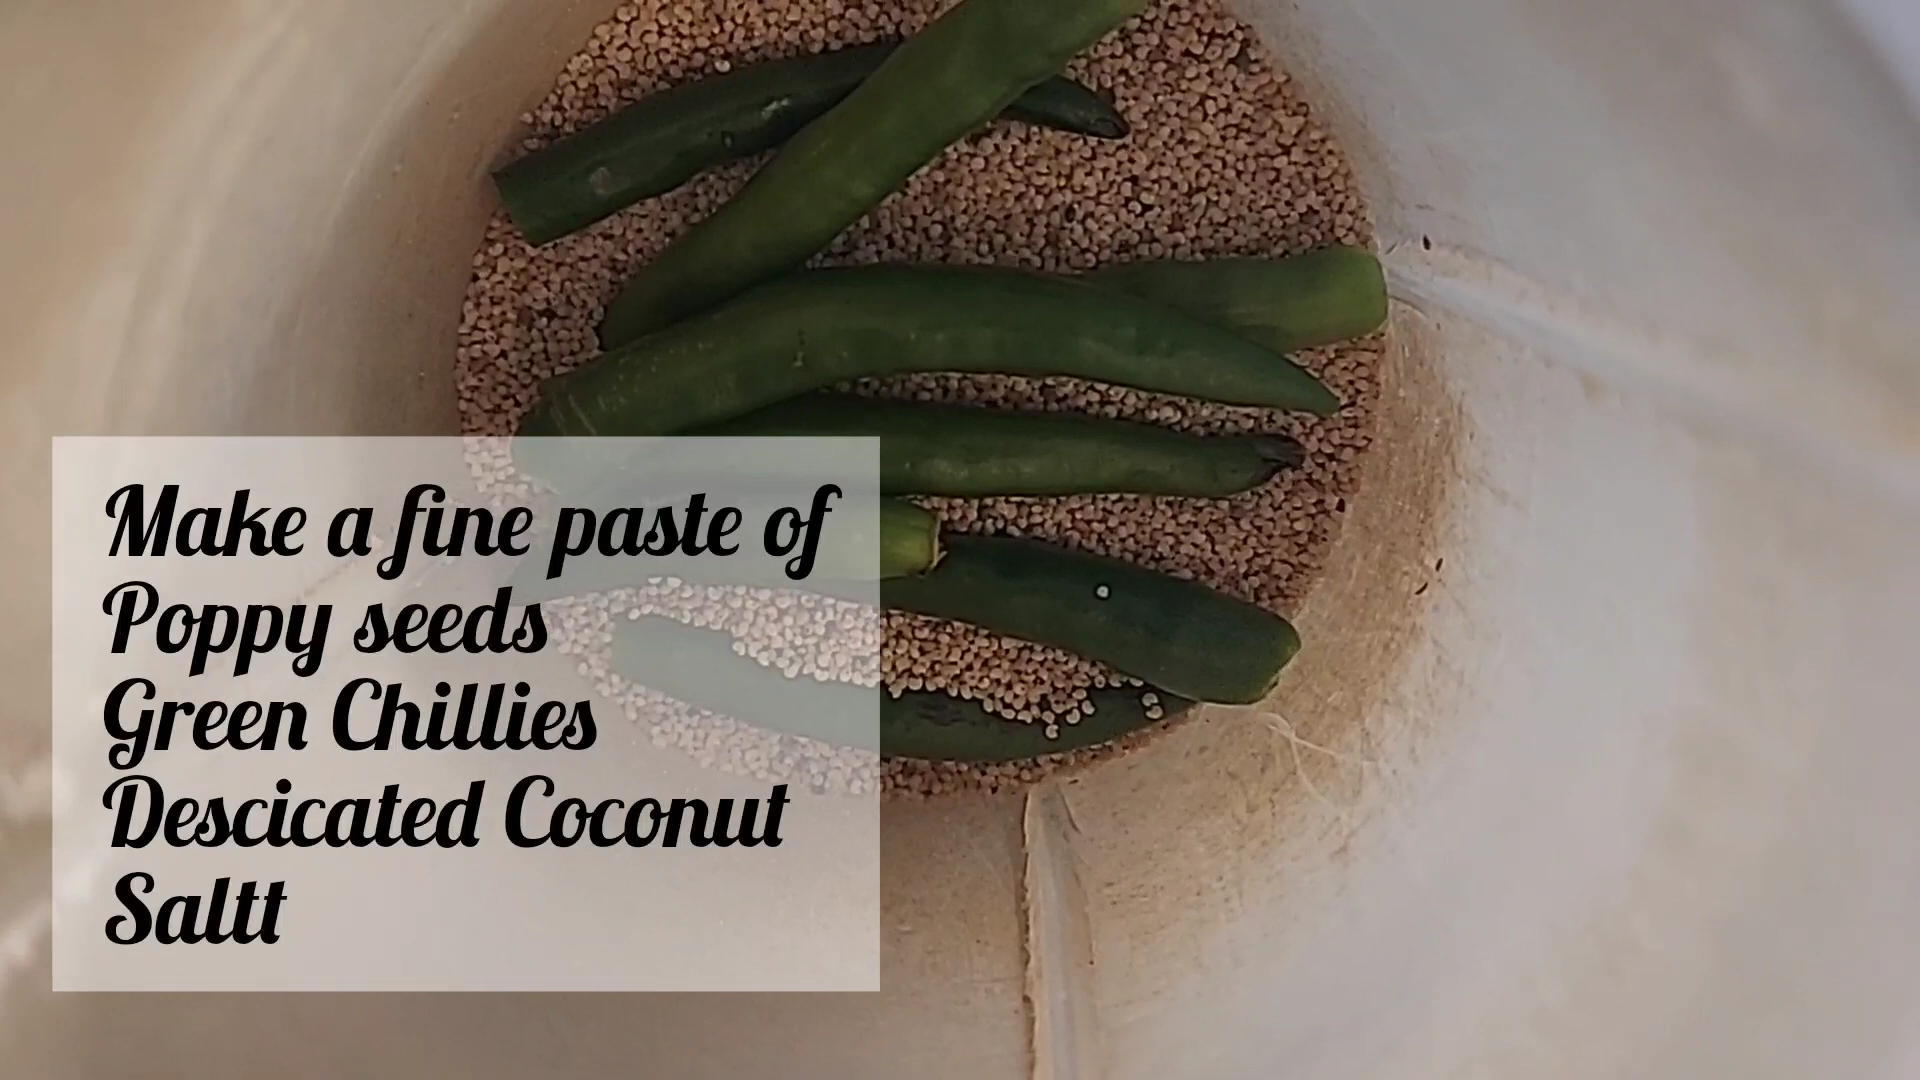 Make a fine paste of
Poppy seeds
Green Chillies
Descicated Coconut
Saltt